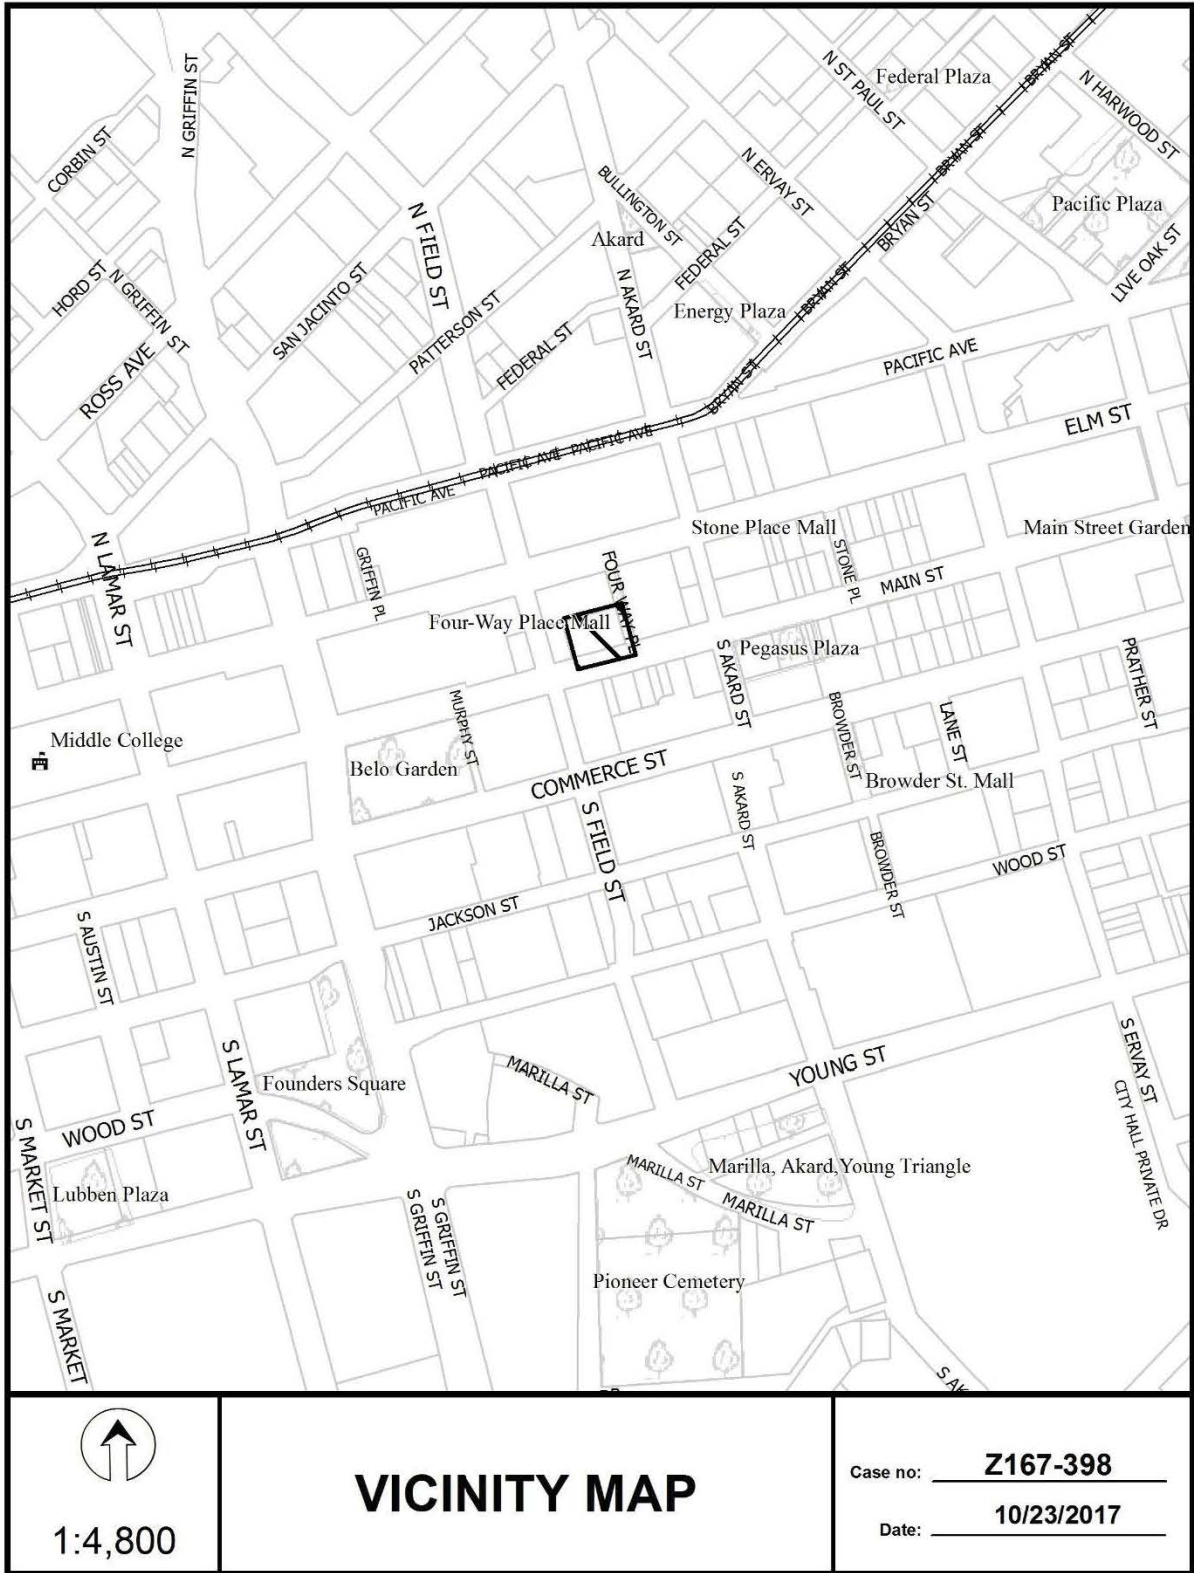 N GRIFFIN ST
CORBIN ST
N ST PAUL ST
Federal Plaza
BRYAN ST
N HARWOOD ST
BRYAN ST
N ERVAY ST
BULLINGTON ST
Akard
FEDERAL ST
BRYAN ST
Pacific Plaza
LIVE OAK ST
N FIELD ST
HORD ST
N GRIFFIN ST
SAN JACINTO ST
PATTERSON ST
FEDERAL ST
N AKARD ST
Energy Plaza
BRYAN ST
ROSS AVE
PACIFIC AVE
BRYAN ST
ELM ST
PACIFIC AVE
PACIFIC AVE
PACIFIC AVE
N LAMAR ST
GRIFFIN PL
FOUR WAY PL
Stone Place Mall
STONE PL
Main Street Garden
MAIN ST
Four-Way Place Mall
S AKARD ST
Pegasus Plaza
PRATHER ST
Middle College
MURPHY ST
Belo Garden
COMMERCE ST
BROWDER ST
LANE ST
Browder St. Mall
S AKARD ST
S FIELD ST
BROWDER ST
WOOD ST
JACKSON ST
S AUSTIN ST
S LAMAR ST
Founders Square
MARILLA ST
YOUNG ST
S ERVAY ST
CITY HALL PRIVATE DR
WOOD ST
S MARKET ST
Lubben Plaza
MARILLA ST
Marilla, Akard,Young Triangle
MARILLA ST
S GRIFFIN ST
S GRIFFIN ST
Pioneer Cemetery
S MARKET
S AK
1:4,800
VICINITY MAP
Case no: Z167-398
Date: 10/23/2017